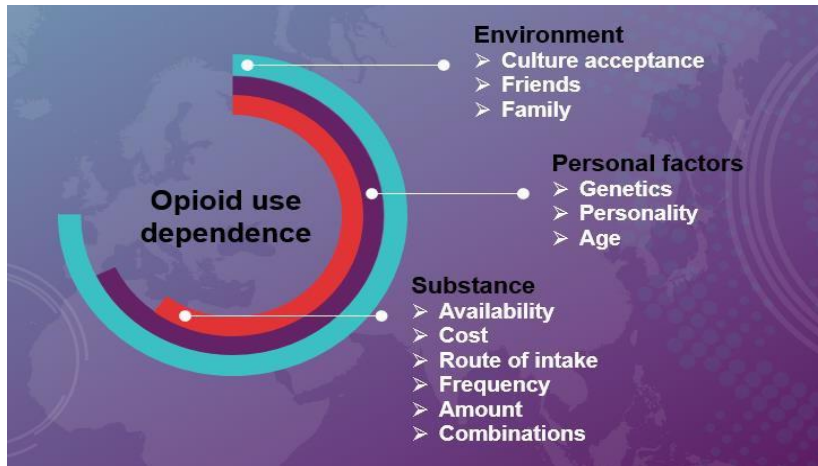 Environment
➢ Culture acceptance
➢ Friends
➢ Family
Personal factors
➢ Genetics
➢ Personality
➢ Age
Opioid use
dependence
Substance
➢ Availability
➢ Cost
➢ Route of intake
➢ Frequency
➢ Amount
➢ Combinations